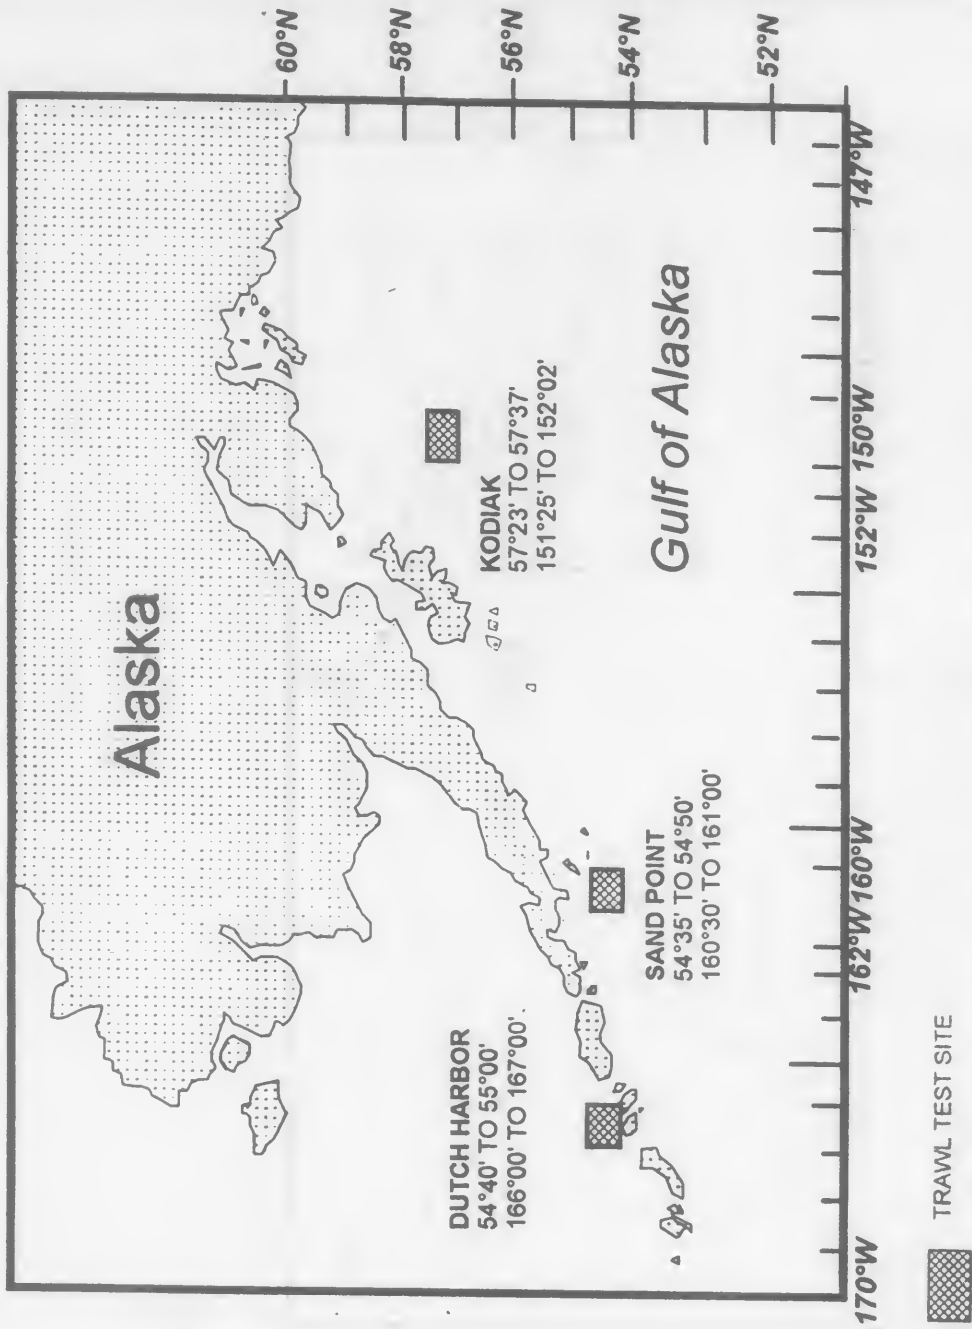 Alaska
60°N
58°N
56°N
54°N
52°N
KODIAK
57°23' TO 57°37'
151°25' TO 152°02'
Gulf of Alaska
SAND POINT
54°35' TO 54°50'
160°30' TO 161°00'
DUTCH HARBOR
54°40' TO 55°00'
166°00' TO 167°00'.
170°W
162°W
160°W
152°W
150°W
147°W
TRAWL TEST SITE